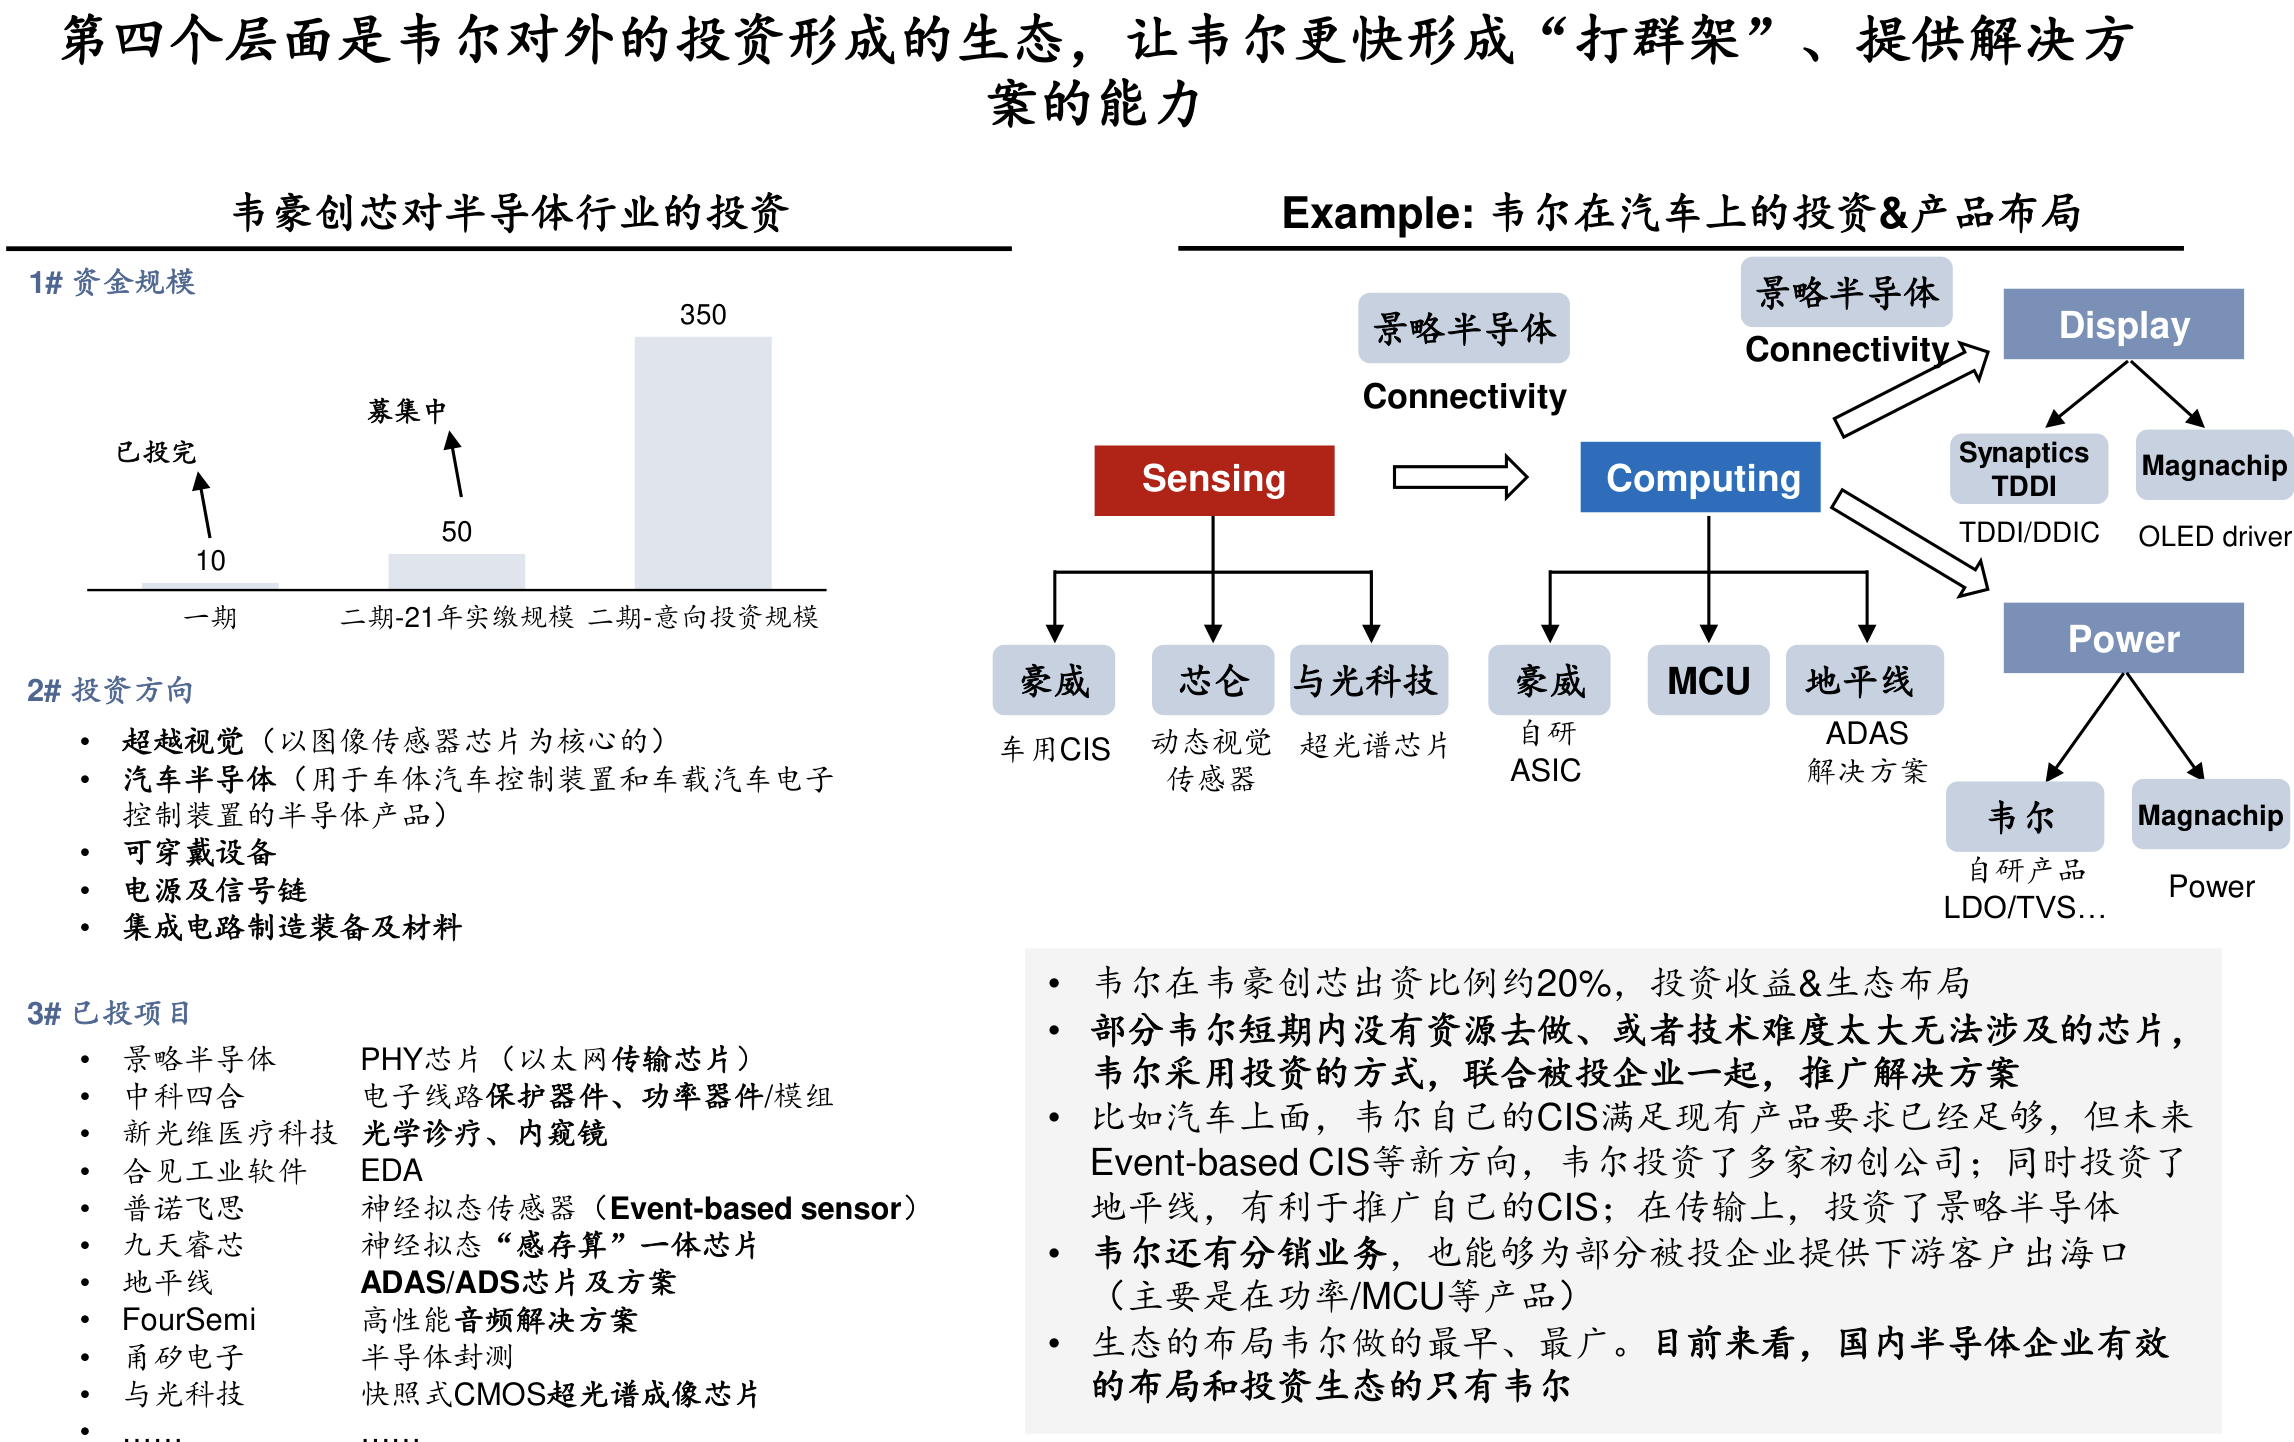 第四个层面是韦尔对外的投资形成的生态，让韦尔更快形成“打群架”、提供解决方
案的能力
韦豪创芯对半导体行业的投资
1# 资金规模
350
募集中
已投完
50
10
一期
二期-21年实缴规模
二期-意向投资规模
2# 投资方向
• 超越视觉（以图像传感器芯片为核心的）
• 汽车半导体（用于车体汽车控制装置和车载汽车电子
控制装置的半导体产品）
• 可穿戴设备
• 电源及信号链
• 集成电路制造装备及材料
3# 已投项目
• 景略半导体 PHY芯片（以太网传输芯片）
• 中科四合 电子线路保护器件、功率器件/模组
• 新光维医疗科技 光学诊疗、内窥镜
• 合见工业软件 EDA
• 普诺飞思 神经拟态传感器（Event-based sensor）
• 九天睿芯 神经拟态“感存算”一体芯片
• 地平线 ADAS/ADS芯片及方案
• FourSemi 高性能音频解决方案
• 甬矽电子 半导体封测
• 与光科技 快照式CMOS超光谱成像芯片
• …… ……
Example: 韦尔在汽车上的投资&产品布局
景略半导体
Connectivity
景略半导体
Connectivity
Display
Synaptics
TDDI
TDDI/DDIC
Magnachip
OLED driver
Sensing
Computing
豪威
车用CIS
芯仑
动态视觉
传感器
与光科技
超光谱芯片
豪威
自研
ASIC
MCU
地平线
ADAS
解决方案
Power
韦尔
自研产品
LDO/TVS…
Magnachip
Power
• 韦尔在韦豪创芯出资比例约20%，投资收益&生态布局
• 部分韦尔短期内没有资源去做、或者技术难度太大无法涉及的芯片，
韦尔采用投资的方式，联合被投企业一起，推广解决方案
• 比如汽车上面，韦尔自己的CIS满足现有产品要求已经足够，但未来
Event-based CIS等新方向，韦尔投资了多家初创公司；同时投资了
地平线，有利于推广自己的CIS；在传输上，投资了景略半导体
• 韦尔还有分销业务，也能够为部分被投企业提供下游客户出海口
（主要是在功率/MCU等产品）
• 生态的布局韦尔做的最早、最广。目前来看，国内半导体企业有效
的布局和投资生态的只有韦尔